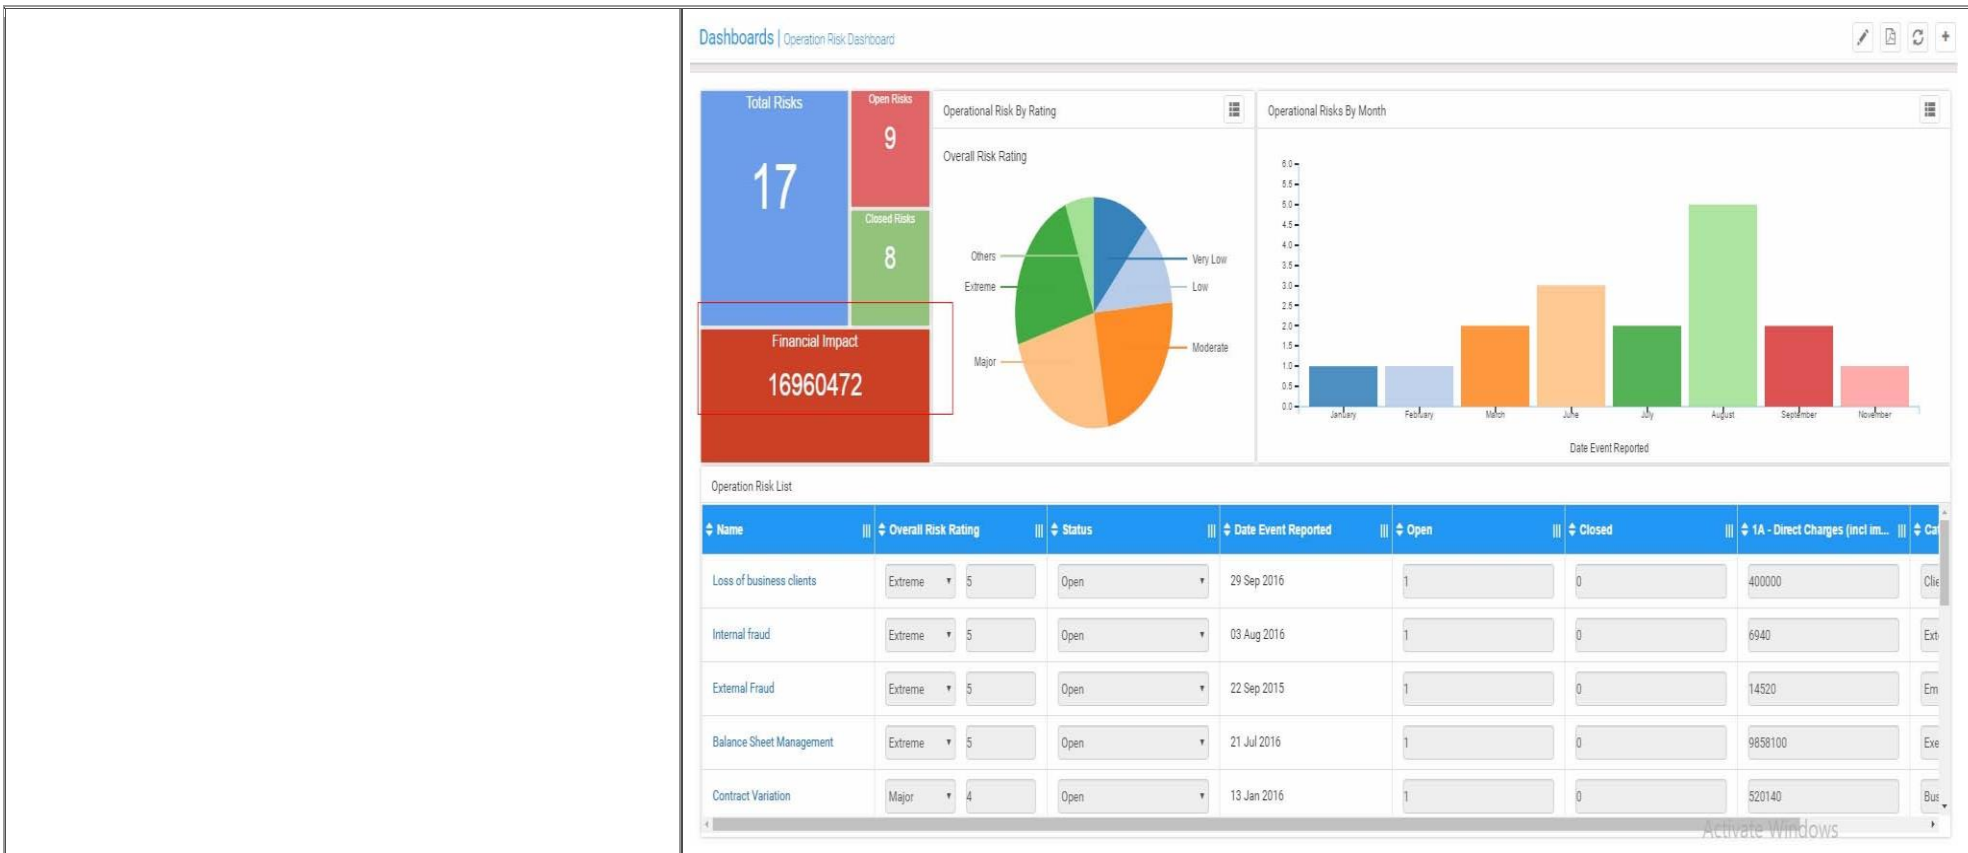 Dashboards | Operation Risk Dashboard
Total Risks
17
Open Risks
9
Closed Risks
8
Financial Impact
16960472
Operational Risk By Rating
Overall Risk Rating
Others
Extreme
Major
Very Low
Low
Moderate
Operational Risks By Month
6.0
5.5
5.0
4.5
4.0
3.5
3.0
2.5
2.0
1.5
1.0
0.5
0.0
January February March June July August September November
Date Event Reported
Operation Risk List
Name Overall Risk Rating Status Date Event Reported Open Closed 1A - Direct Charges (incl im... Cat
Loss of business clients Extreme 5 Open 29 Sep 2016 1 0 400000 Clie
Internal fraud Extreme 5 Open 03 Aug 2016 1 0 6940 Ext
External Fraud Extreme 5 Open 22 Sep 2015 1 0 14520 Em
Balance Sheet Management Extreme 5 Open 21 Jul 2016 1 0 9858100 Exe
Contract Variation Major 4 Open 13 Jan 2016 1 0 520140 Bus
Activate Windows